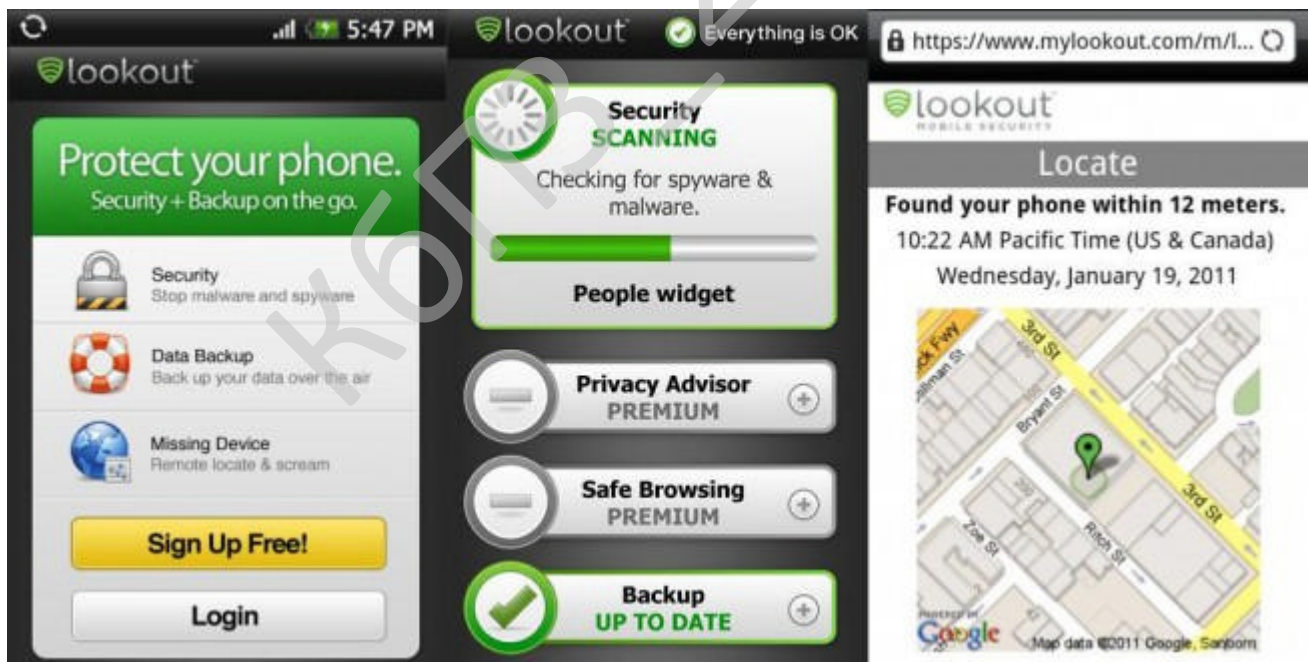 5:47 PM
lookout
Protect your phone.
Security + Backup on the go.
Security
Stop malware and spyware
Data Backup
Back up your data over the air
Missing Device
Remote locate & scream
Sign Up Free!
Login
lookout
Everything is OK
Security
SCANNING
Checking for spyware &
malware.
People widget
Privacy Advisor
PREMIUM
Safe Browsing
PREMIUM
Backup
UP TO DATE
https://www.mylookout.com/m/l...
lookout
MOBILE SECURITY
Locate
Found your phone within 12 meters.
10:22 AM Pacific Time (US & Canada)
Wednesday, January 19, 2011
3rd St
Bryant St
3rd St
Zoe St
Ritch St
POWERED BY
Google
Map data ©2011 Google, Sanborn